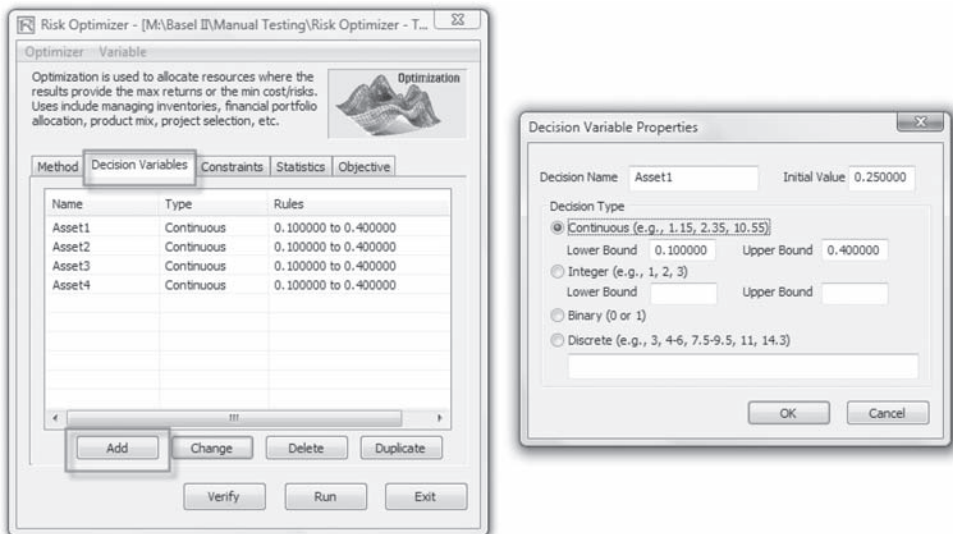 Risk Optimizer - [M:\Basel II\Manual Testing\Risk Optimizer - T...
Optimizer Variable
Optimization is used to allocate resources where the
results provide the max returns or the min cost/risks.
Uses include managing inventories, financial portfolio
allocation, product mix, project selection, etc.
Optimization
Method Decision Variables Constraints Statistics Objective
Name Type Rules
Asset1 Continuous 0.100000 to 0.400000
Asset2 Continuous 0.100000 to 0.400000
Asset3 Continuous 0.100000 to 0.400000
Asset4 Continuous 0.100000 to 0.400000
Add Change Delete Duplicate
Verify Run Exit
Decision Variable Properties
Decision Name Asset1 Initial Value 0.250000
Decision Type
Continuous (e.g., 1.15, 2.35, 10.55)
Lower Bound 0.100000 Upper Bound 0.400000
Integer (e.g., 1, 2, 3)
Lower Bound Upper Bound
Binary (0 or 1)
Discrete (e.g., 3, 4-6, 7.5-9.5, 11, 14.3)
OK Cancel